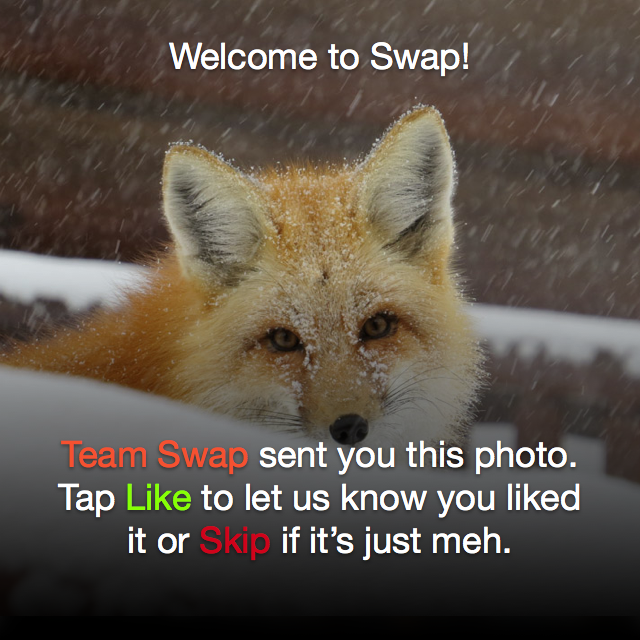 Welcome to Swap!
Team Swap sent you this photo.
Tap Like to let us know you liked
it or Skip if it’s just meh.